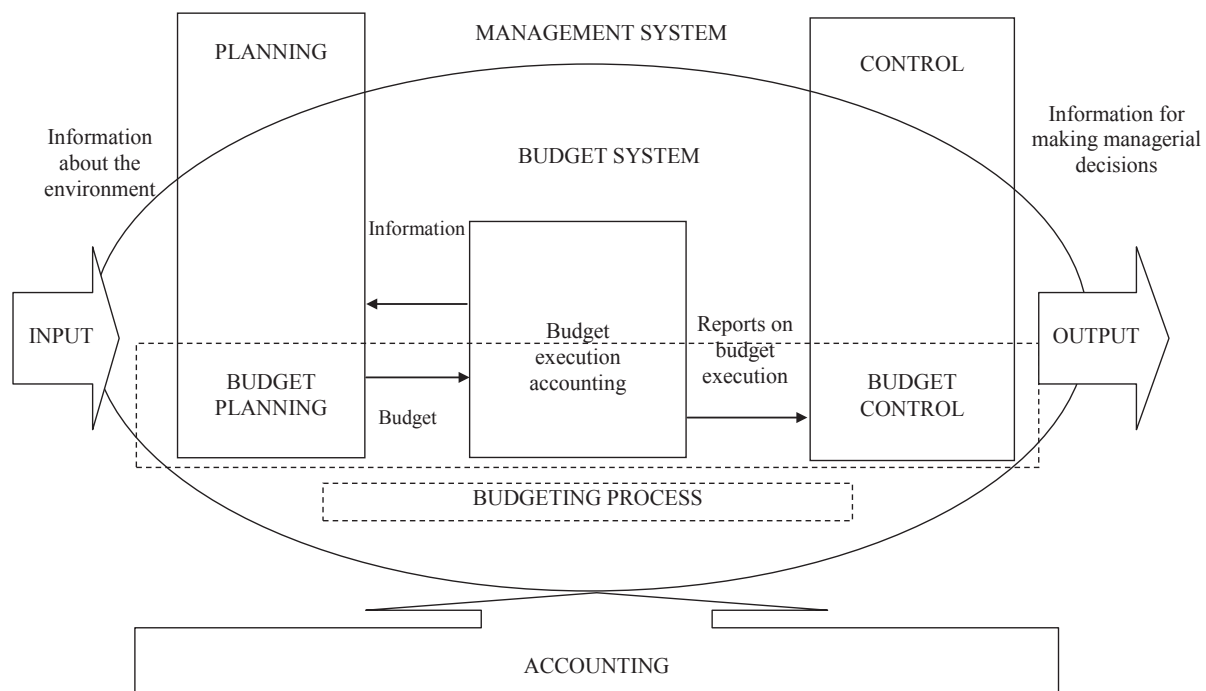 MANAGEMENT SYSTEM
PLANNING
CONTROL
Information
about the
environment
Information for
making managerial
decisions
BUDGET SYSTEM
Information
INPUT
Budget
execution
accounting
Reports on
budget
execution
OUTPUT
BUDGET
PLANNING
Budget
BUDGET
CONTROL
BUDGETING PROCESS
ACCOUNTING